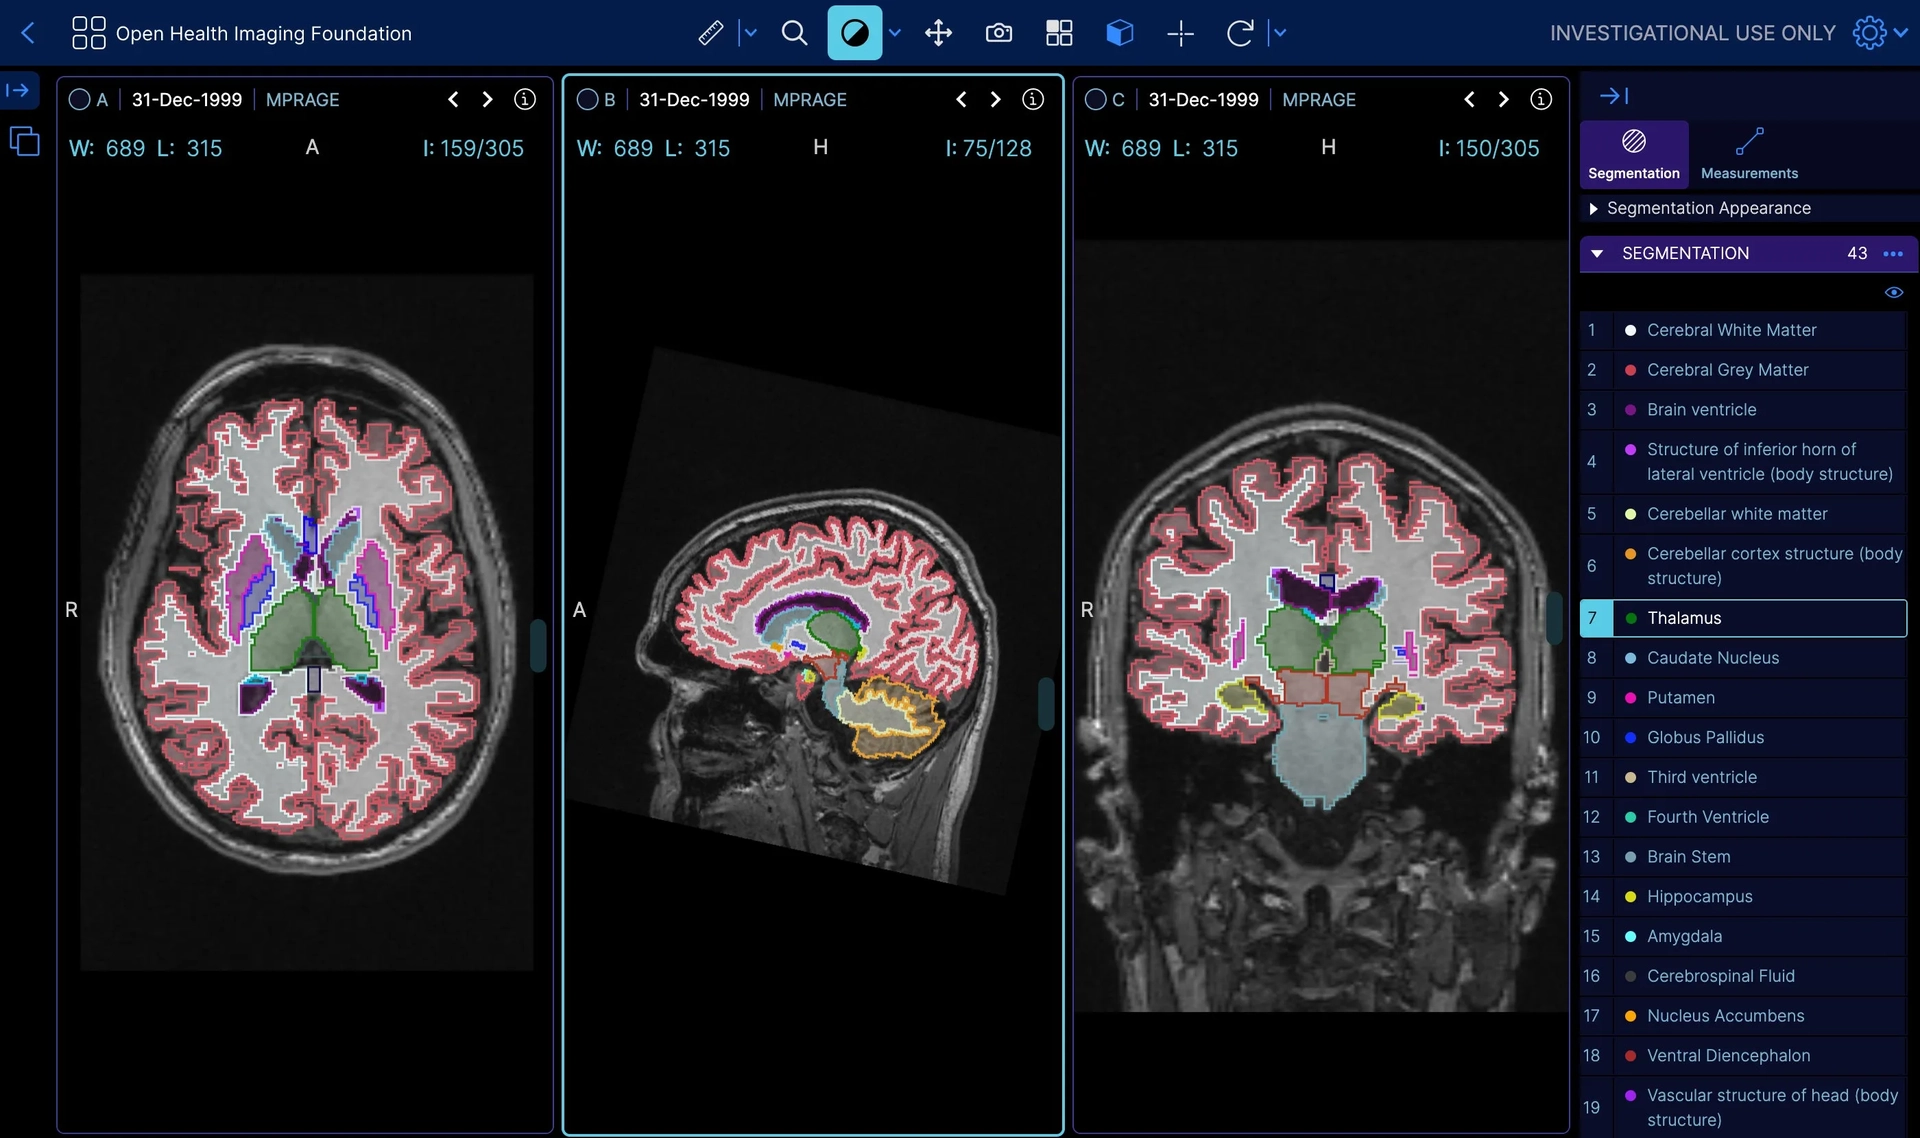 Open Health Imaging Foundation
INVESTIGATIONAL USE ONLY
A 31-Dec-1999 MPRAGE
W: 689 L: 315
A
I: 159/305
R
B 31-Dec-1999 MPRAGE
W: 689 L: 315
H
I: 75/128
A
C 31-Dec-1999 MPRAGE
W: 689 L: 315
H
I: 150/305
R
Segmentation
Measurements
Segmentation Appearance
SEGMENTATION 43
1 Cerebral White Matter
2 Cerebral Grey Matter
3 Brain ventricle
4 Structure of inferior horn of
lateral ventricle (body structure)
5 Cerebellar white matter
6 Cerebellar cortex structure (body
structure)
7 Thalamus
8 Caudate Nucleus
9 Putamen
10 Globus Pallidus
11 Third ventricle
12 Fourth Ventricle
13 Brain Stem
14 Hippocampus
15 Amygdala
16 Cerebrospinal Fluid
17 Nucleus Accumbens
18 Ventral Diencephalon
19 Vascular structure of head (body
structure)